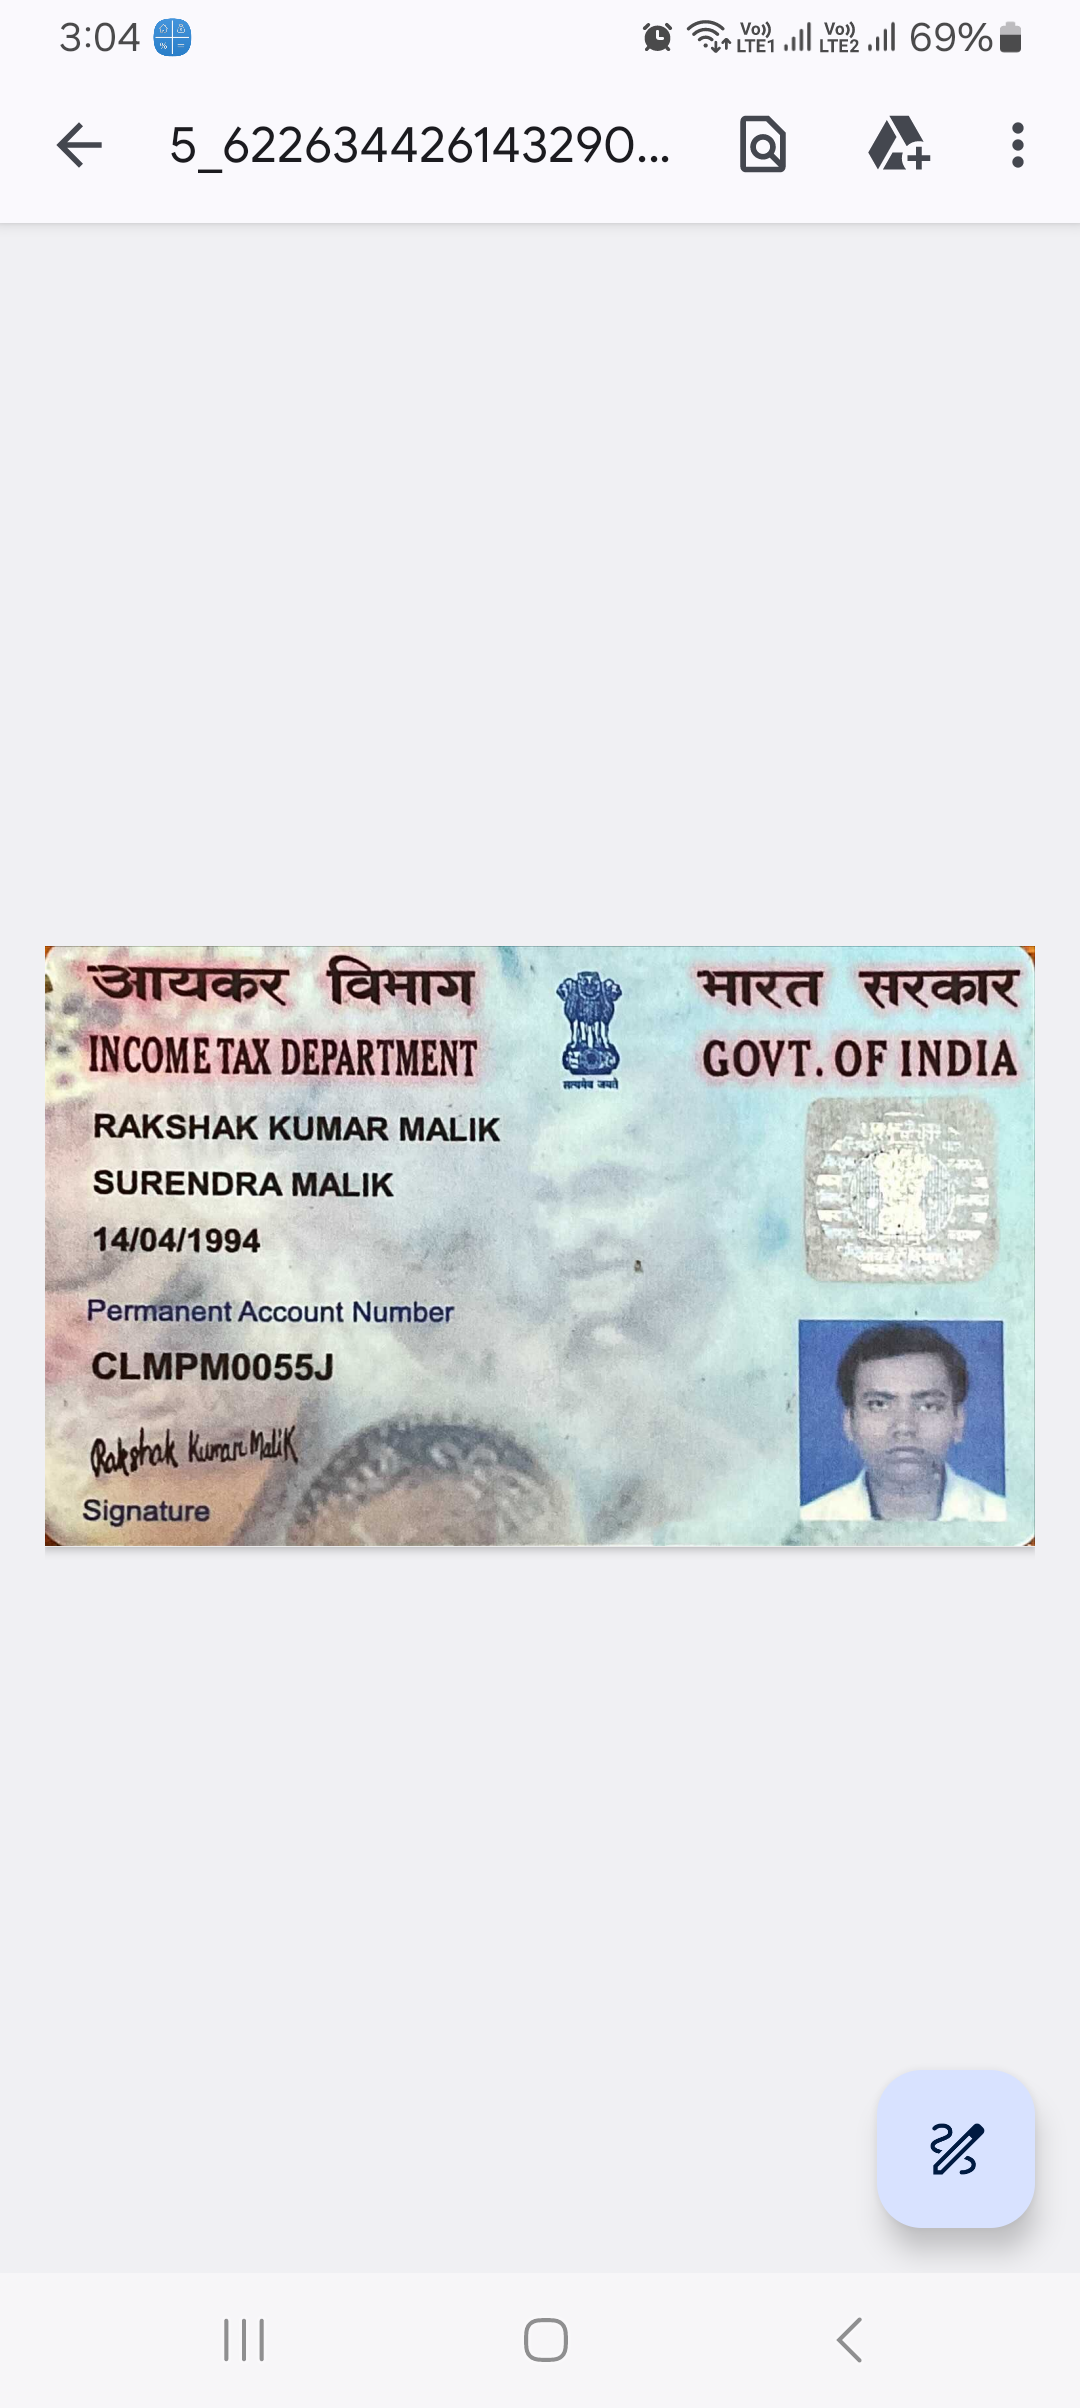 3:04
Vo)) LTE1 Vo)) LTE2 69%
5_622634426143290...
आयकर विभाग
भारत सरकार
INCOME TAX DEPARTMENT
GOVT. OF INDIA
सत्यमेव जयते
RAKSHAK KUMAR MALIK
SURENDRA MALIK
14/04/1994
Permanent Account Number
CLMPM0055J
Rakshak Kumar Malik
Signature